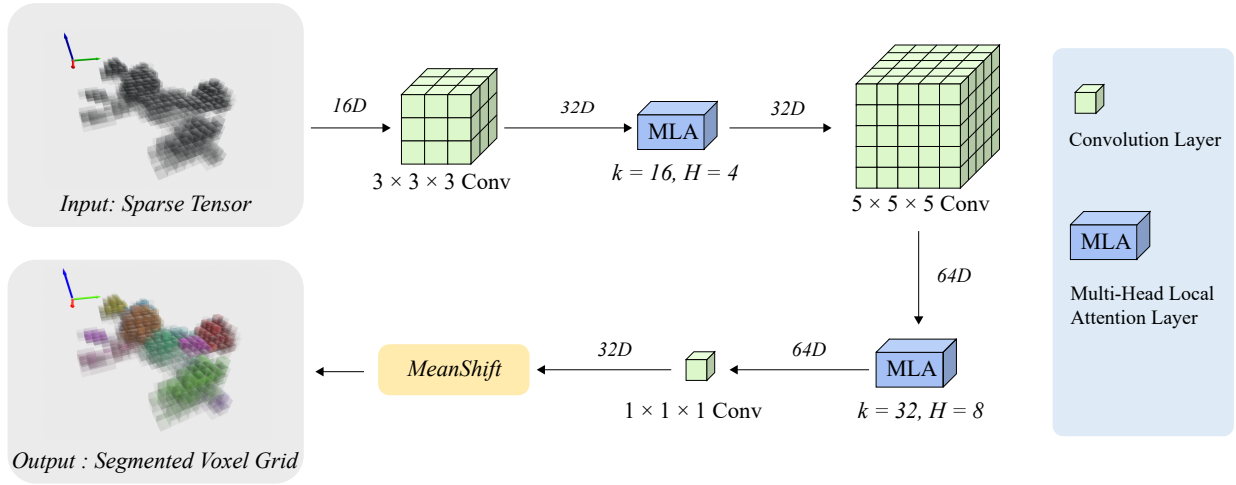 Input: Sparse Tensor
16D
3 × 3 × 3 Conv
32D
MLA
k = 16, H = 4
32D
5 × 5 × 5 Conv
64D
MLA
k = 32, H = 8
64D
1 × 1 × 1 Conv
32D
MeanShift
Output : Segmented Voxel Grid
Convolution Layer
MLA
Multi-Head Local
Attention Layer